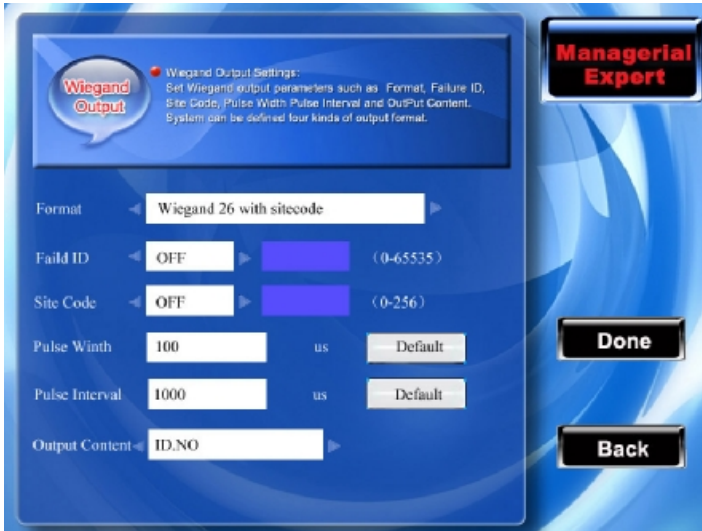 Wiegand
Output
Wiegand Output Settings:
Set Wiegand output parameters such as Format, Failure ID,
Site Code, Pulse Width Pulse Interval and OutPut Content.
System can be defined four kinds of output format.
Managerial
Expert
Format Wiegand 26 with sitecode
Faild ID OFF (0-65535)
Site Code OFF (0-256)
Pulse Winth 100 us Default
Pulse Interval 1000 us Default
Output Content ID.NO
Done
Back